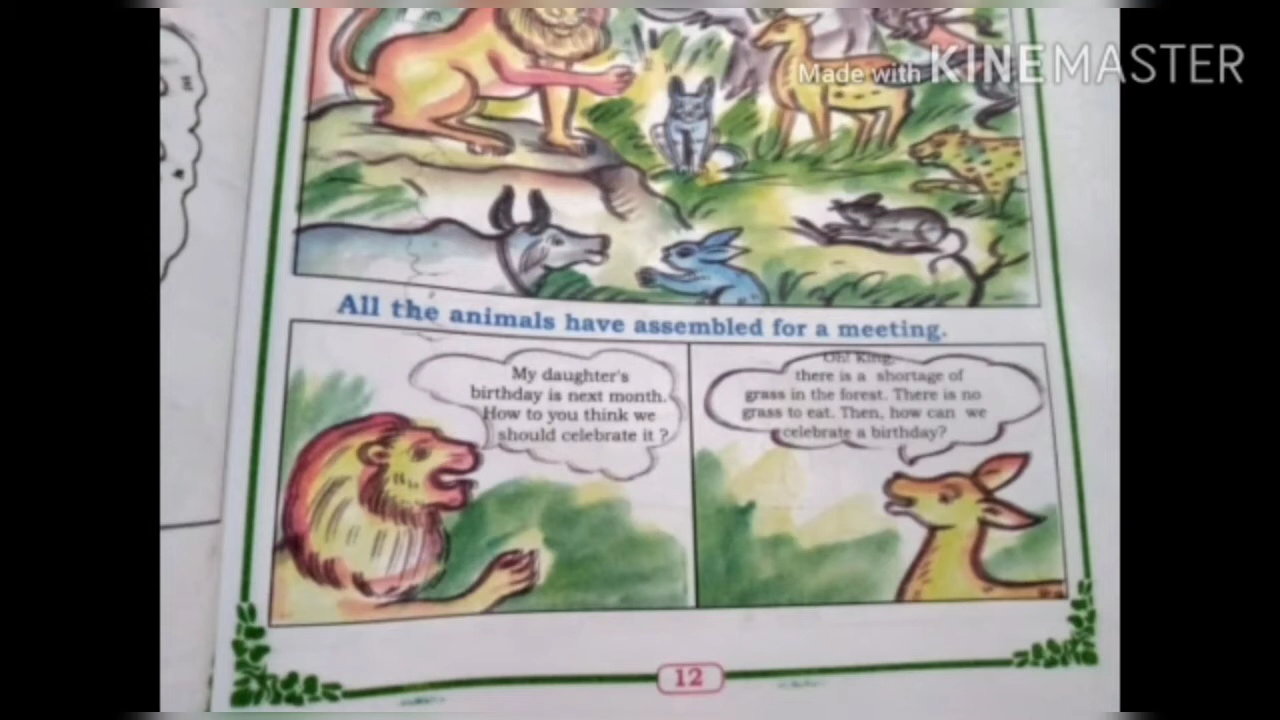 Made with KINEMASTER
All the animals have assembled for a meeting.
My daughter's
birthday is next month.
How to you think we
should celebrate it ?
Oh! King,
there is a shortage of
grass in the forest. There is no
grass to eat. Then, how can we
celebrate a birthday?
12